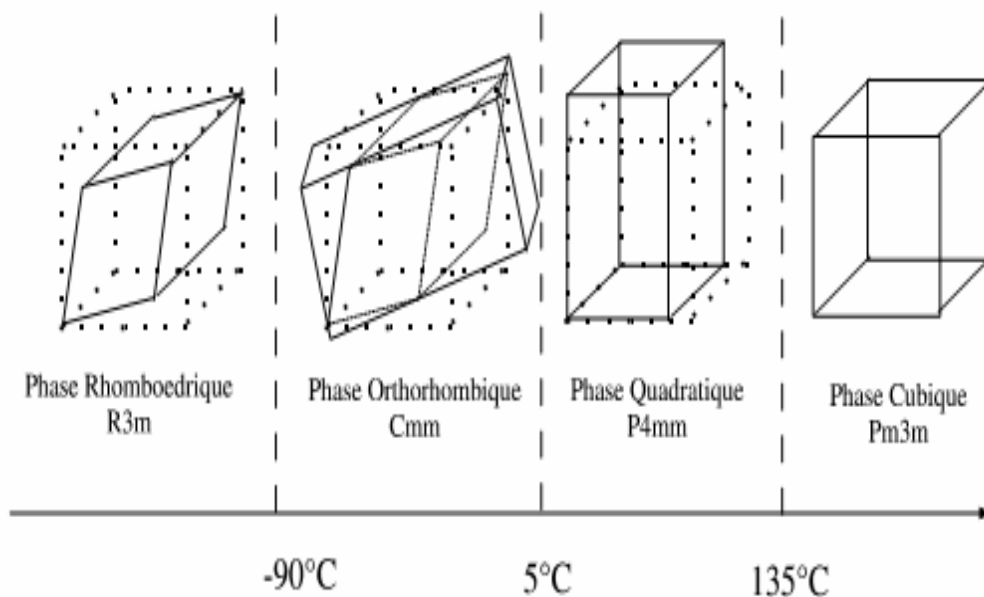 Phase Rhomboedrique
R3m
Phase Orthorhombique
Cmm
Phase Quadratique
P4mm
Phase Cubique
Pm3m
-90°C
5°C
135°C